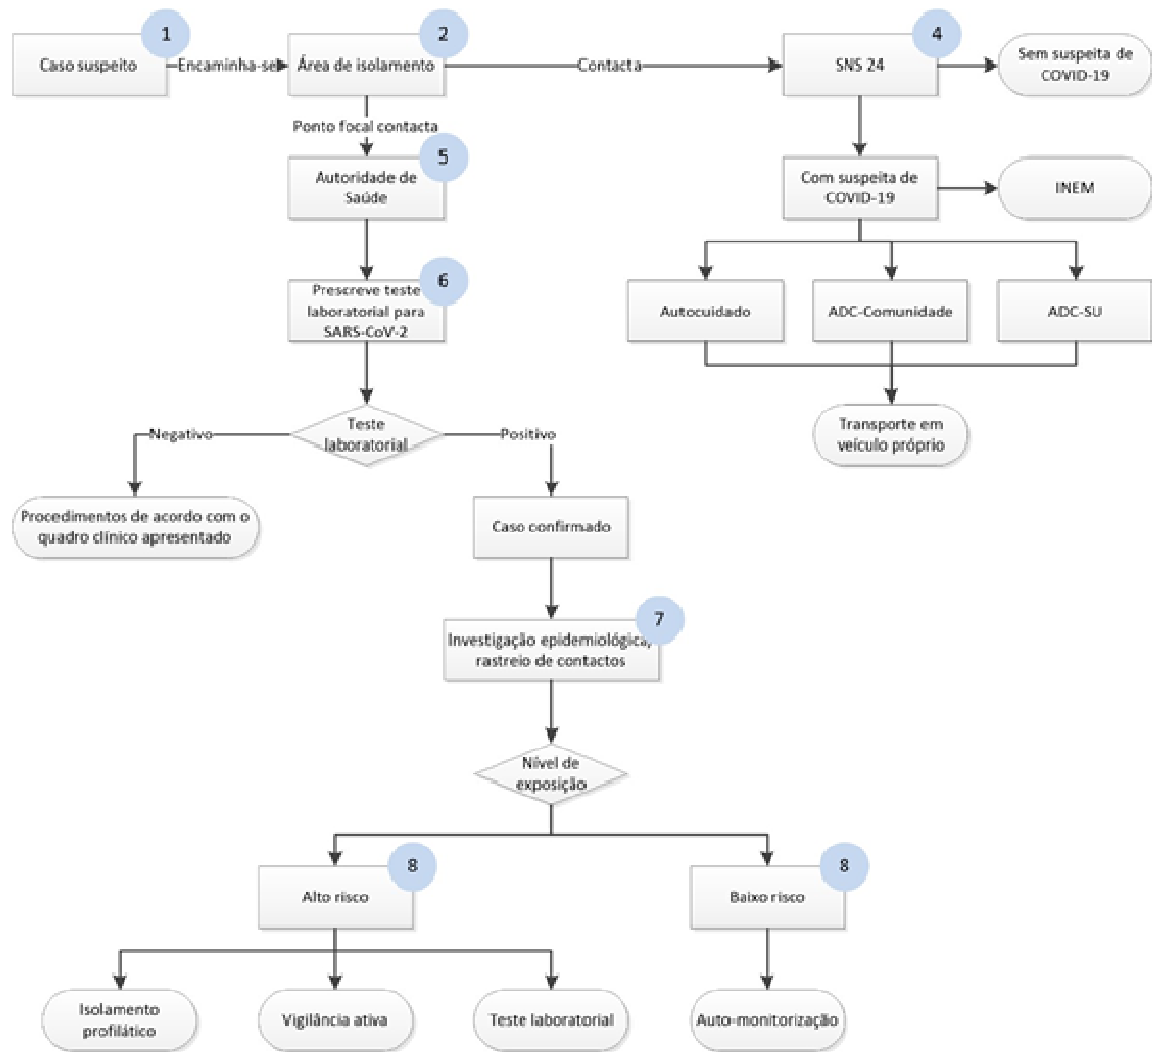 1
2
4
Caso suspeito
Encaminha-se
Área de isolamento
Contacta
SNS 24
Sem suspeita de
COVID-19
Ponto focal contacta
5
Autoridade de
Saúde
Com suspeita de
COVID-19
INEM
6
Prescreve teste
laboratorial para
SARS-CoV-2
Autocuidado
ADC-Comunidade
ADC-SU
Teste
laboratorial
Negativo
Positivo
Transporte em
veículo próprio
Procedimentos de acordo com o
quadro clínico apresentado
Caso confirmado
7
Investigação epidemiológica,
rastreio de contactos
Nível de
exposição
8
8
Alto risco
Baixo risco
Isolamento
profilático
Vigilância ativa
Teste laboratorial
Auto-monitorização